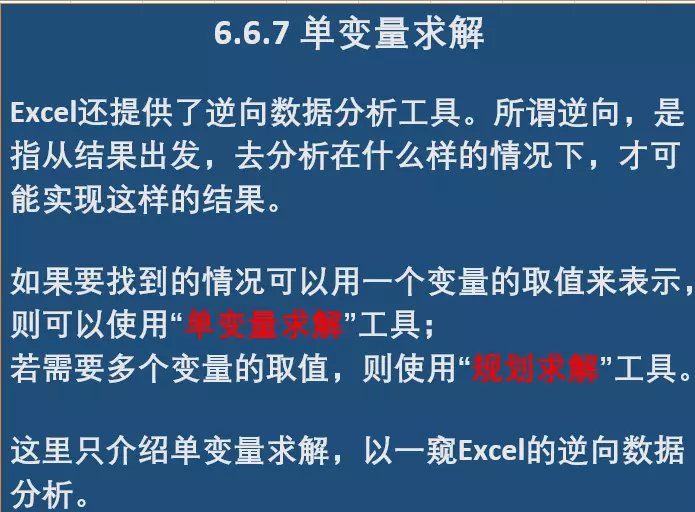 6.6.7 单变量求解
Excel还提供了逆向数据分析工具。所谓逆向，是
指从结果出发，去分析在什么样的情况下，才可
能实现这样的结果。
如果要找到的情况可以用一个变量的取值来表示，
则可以使用“单变量求解”工具；
若需要多个变量的取值，则使用“规划求解”工具。
这里只介绍单变量求解，以一窥Excel的逆向数据
分析。